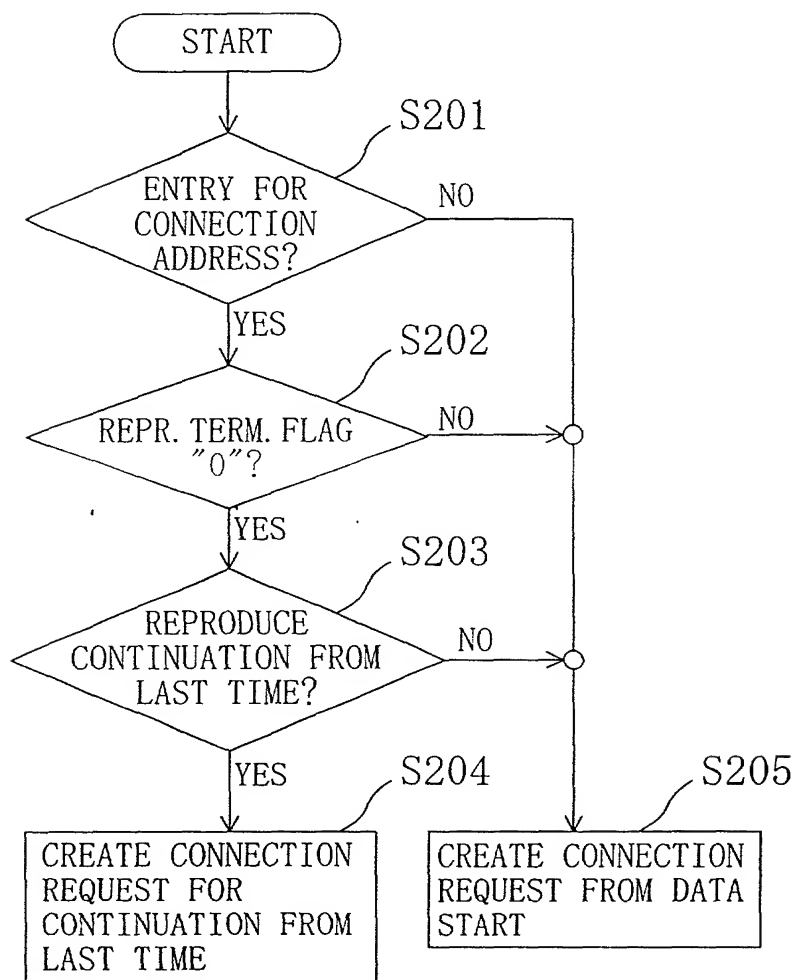 START
S201
ENTRY FOR
CONNECTION
ADDRESS?
NO
YES
S202
REPR. TERM. FLAG
"0"?
NO
YES
S203
REPRODUCE
CONTINUATION FROM
LAST TIME?
NO
YES
S204
CREATE CONNECTION
REQUEST FOR
CONTINUATION FROM
LAST TIME
S205
CREATE CONNECTION
REQUEST FROM DATA
START